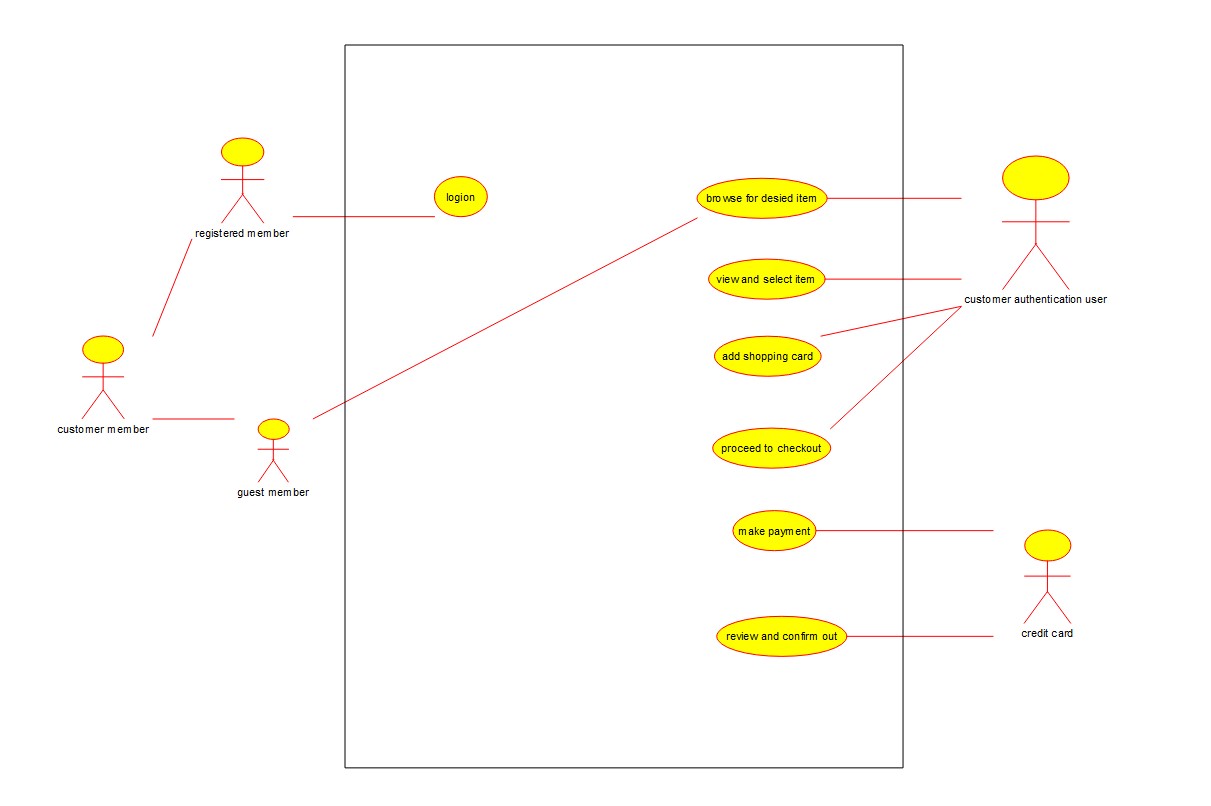 registered member
logion
browse for desied item
view and select item
customer authentication user
add shopping card
customer member
proceed to checkout
guest member
make payment
credit card
review and confirm out